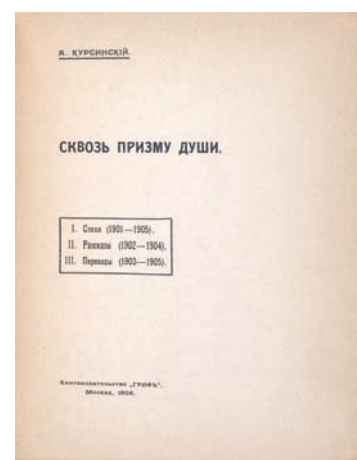 А. КУРСИНСКІЙ.
СКВОЗЬ ПРИЗМУ ДУШИ.
I. Стихи (1901—1905).
II. Разсказы (1902—1904).
III. Переводы (1903—1905).
Книгоиздательство „ГРИФЪ".
Москва, 1906.